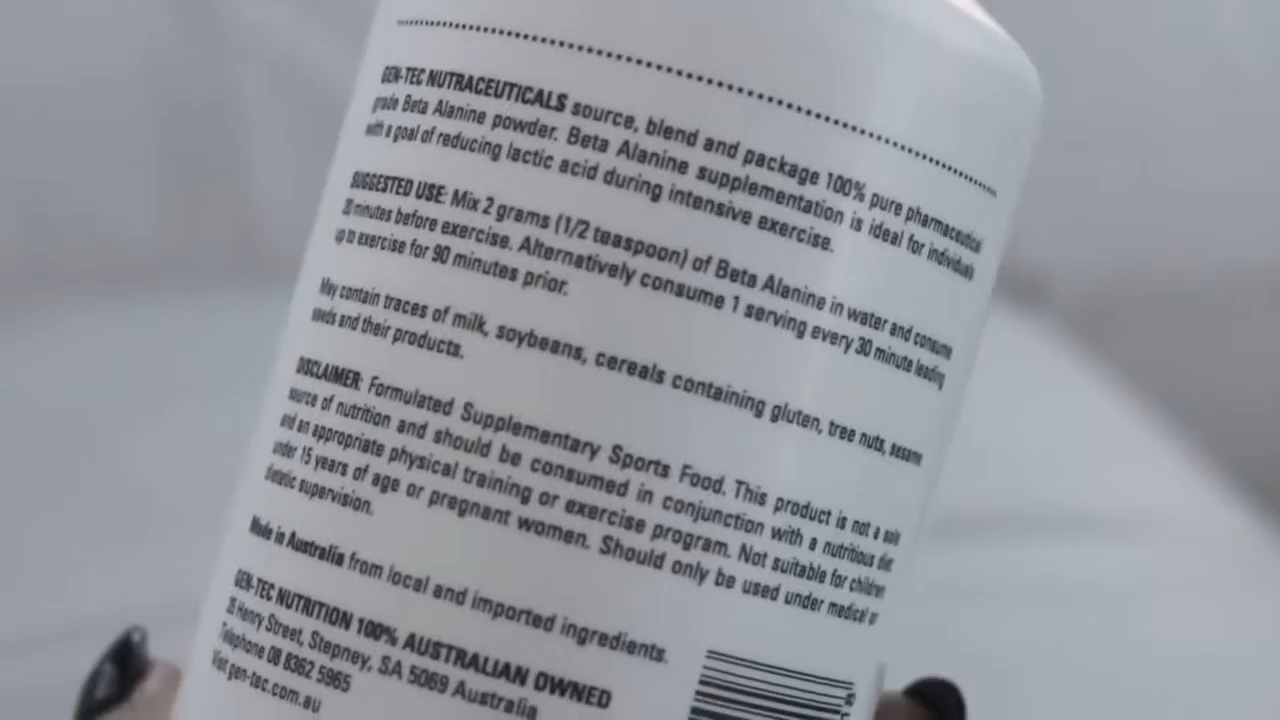 GEN-TEC NUTRACEUTICALS source, blend and package 100% pure pharmaceutical
grade Beta Alanine powder. Beta Alanine supplementation is ideal for individuals
with a goal of reducing lactic acid during intensive exercise.
SUGGESTED USE: Mix 2 grams (1/2 teaspoon) of Beta Alanine in water and consume
minutes before exercise. Alternatively consume 1 serving every 30 minute leading
up to exercise for 90 minutes prior.
May contain traces of milk, soybeans, cereals containing gluten, tree nuts, sesame
seeds and their products.
DISCLAIMER: Formulated Supplementary Sports Food. This product is not a sole
source of nutrition and should be consumed in conjunction with a nutritious diet
and an appropriate physical training or exercise program. Not suitable for children
under 15 years of age or pregnant women. Should only be used under medical or
dietetic supervision.
Made in Australia from local and imported ingredients.
GEN-TEC NUTRITION 100% AUSTRALIAN OWNED
Henry Street, Stepney, SA 5069 Australia
Telephone 08 8362 5965
Visit gen-tec.com.au